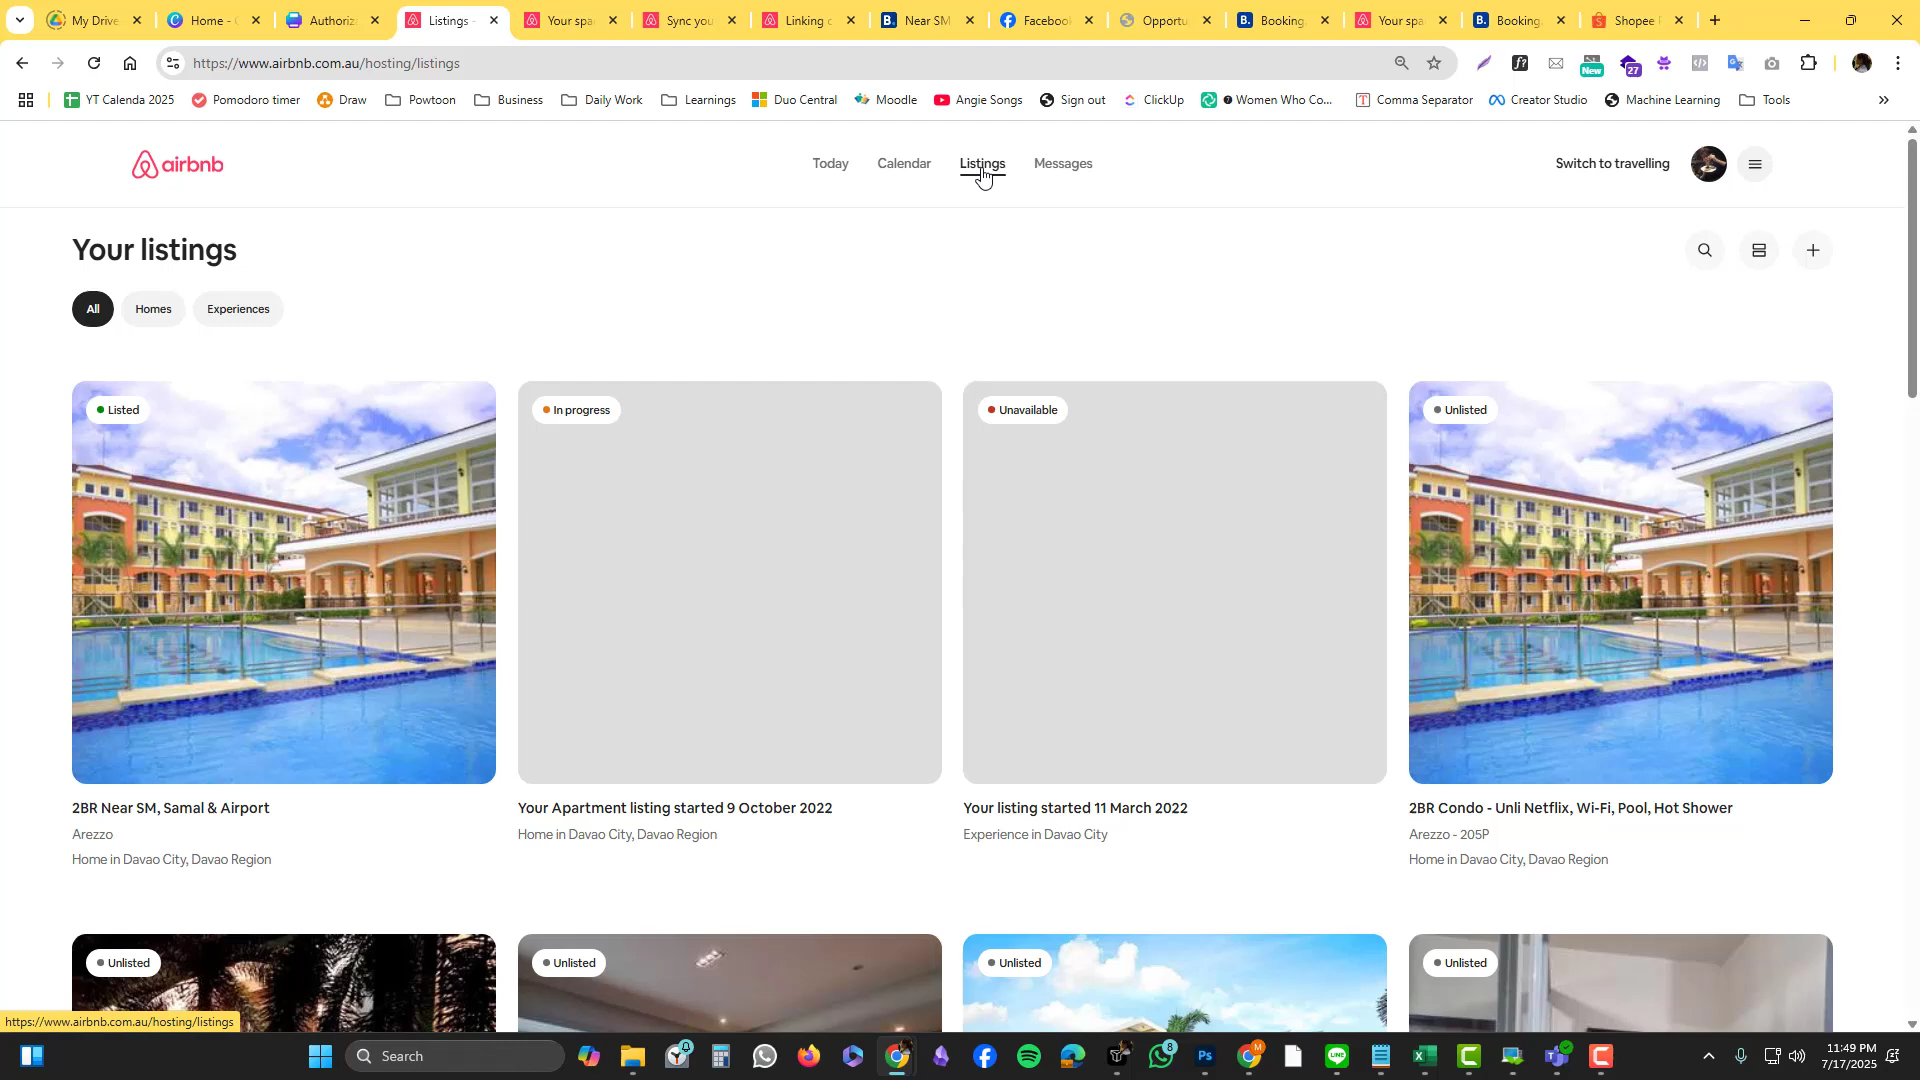 My Drive
Home -
Authoriz
Listings -
Your spa
Sync you
Linking c
Near SM
Facebook
Opportu
Booking.
Your spa
Booking.
Shopee
https://www.airbnb.com.au/hosting/listings
New
27
YT Calenda 2025
Pomodoro timer
Draw
Powtoon
Business
Daily Work
Learnings
Duo Central
Moodle
Angie Songs
Sign out
ClickUp
Women Who Co...
Comma Separator
Creator Studio
Machine Learning
Tools
airbnb
Today
Calendar
Listings
Messages
Switch to travelling
Your listings
All
Homes
Experiences
Listed
In progress
Unavailable
Unlisted
2BR Near SM, Samal & Airport
Arezzo
Home in Davao City, Davao Region
Your Apartment listing started 9 October 2022
Home in Davao City, Davao Region
Your listing started 11 March 2022
Experience in Davao City
2BR Condo - Unli Netflix, Wi-Fi, Pool, Hot Shower
Arezzo - 205P
Home in Davao City, Davao Region
Unlisted
Unlisted
Unlisted
Unlisted
https://www.airbnb.com.au/hosting/listings
Search
8
11:49 PM
7/17/2025